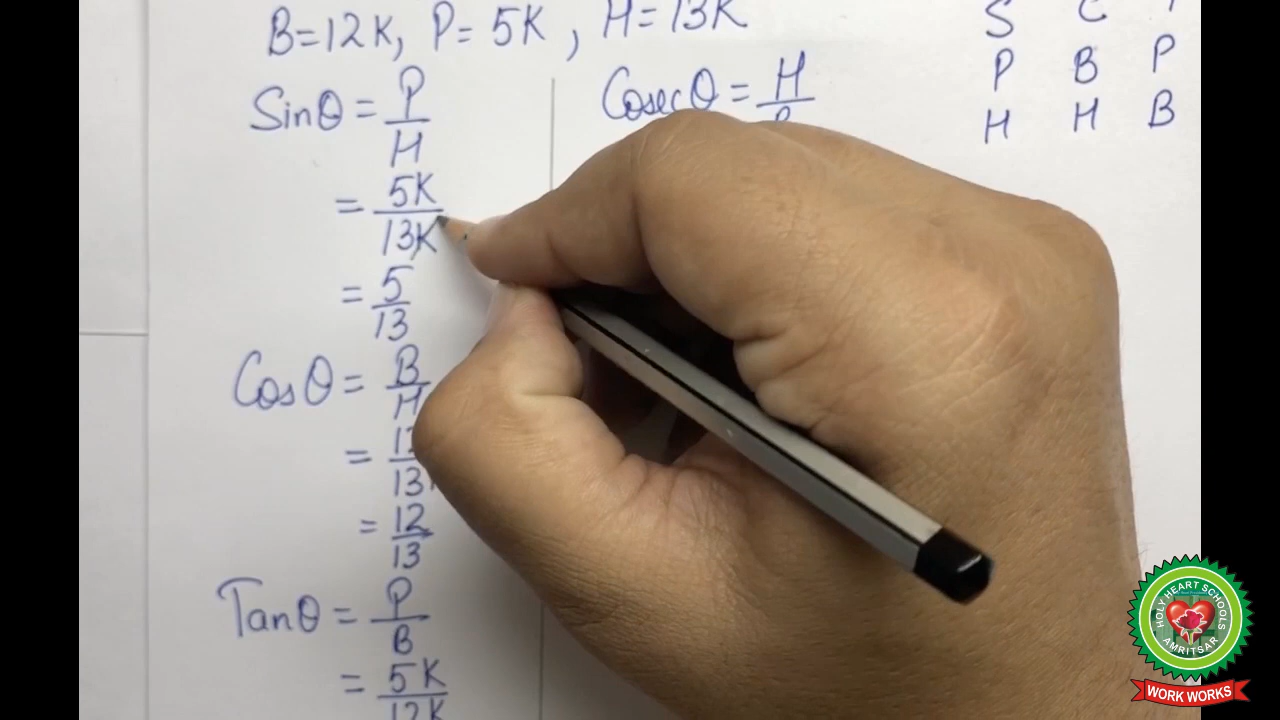 B=12K, P=5K, H=13K
Sinθ = P/H
= 5K/13K
= 5/13
Cosθ = B/H
= 12/13
Tanθ = P/B
= 5K/12K
Cosecθ = H
S C
P B P
H H B
HOLY HEART SCHOOLS
AMRITSAR
WORK WORKS